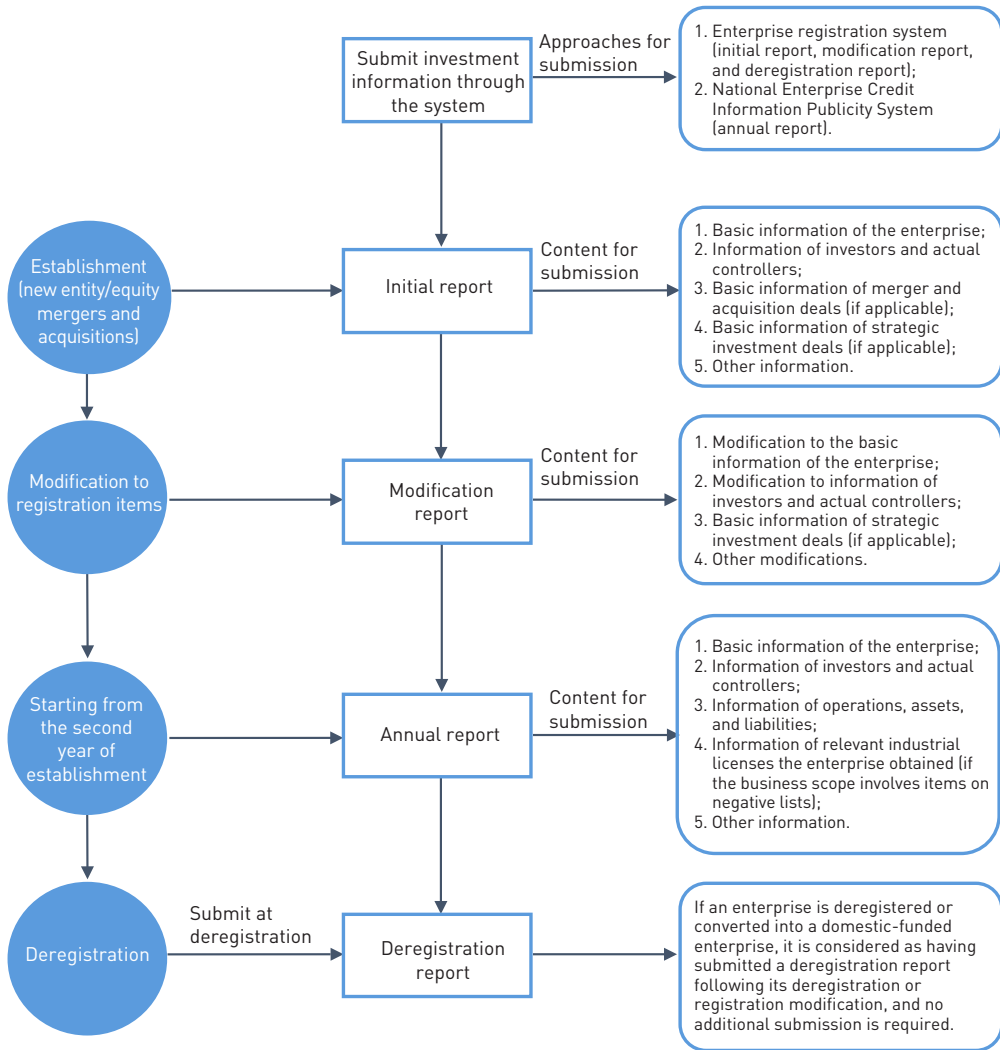 Submit investment
information through
the system
Approaches for
submission
1. Enterprise registration system
(initial report, modification report,
and deregistration report);
2. National Enterprise Credit
Information Publicity System
(annual report).
Establishment
(new entity/equity
mergers and
acquisitions)
Initial report
Content for
submission
1. Basic information of the enterprise;
2. Information of investors and actual
controllers;
3. Basic information of merger and
acquisition deals (if applicable);
4. Basic information of strategic
investment deals (if applicable);
5. Other information.
Modification to
registration items
Modification
report
Content for
submission
1. Modification to the basic
information of the enterprise;
2. Modification to information of
investors and actual controllers;
3. Basic information of strategic
investment deals (if applicable);
4. Other modifications.
Starting from
the second
year of
establishment
Annual report
Content for
submission
1. Basic information of the enterprise;
2. Information of investors and actual
controllers;
3. Information of operations, assets,
and liabilities;
4. Information of relevant industrial
licenses the enterprise obtained (if
the business scope involves items on
negative lists);
5. Other information.
Deregistration
Submit at
deregistration
Deregistration
report
If an enterprise is deregistered or
converted into a domestic-funded
enterprise, it is considered as having
submitted a deregistration report
following its deregistration or
registration modification, and no
additional submission is required.